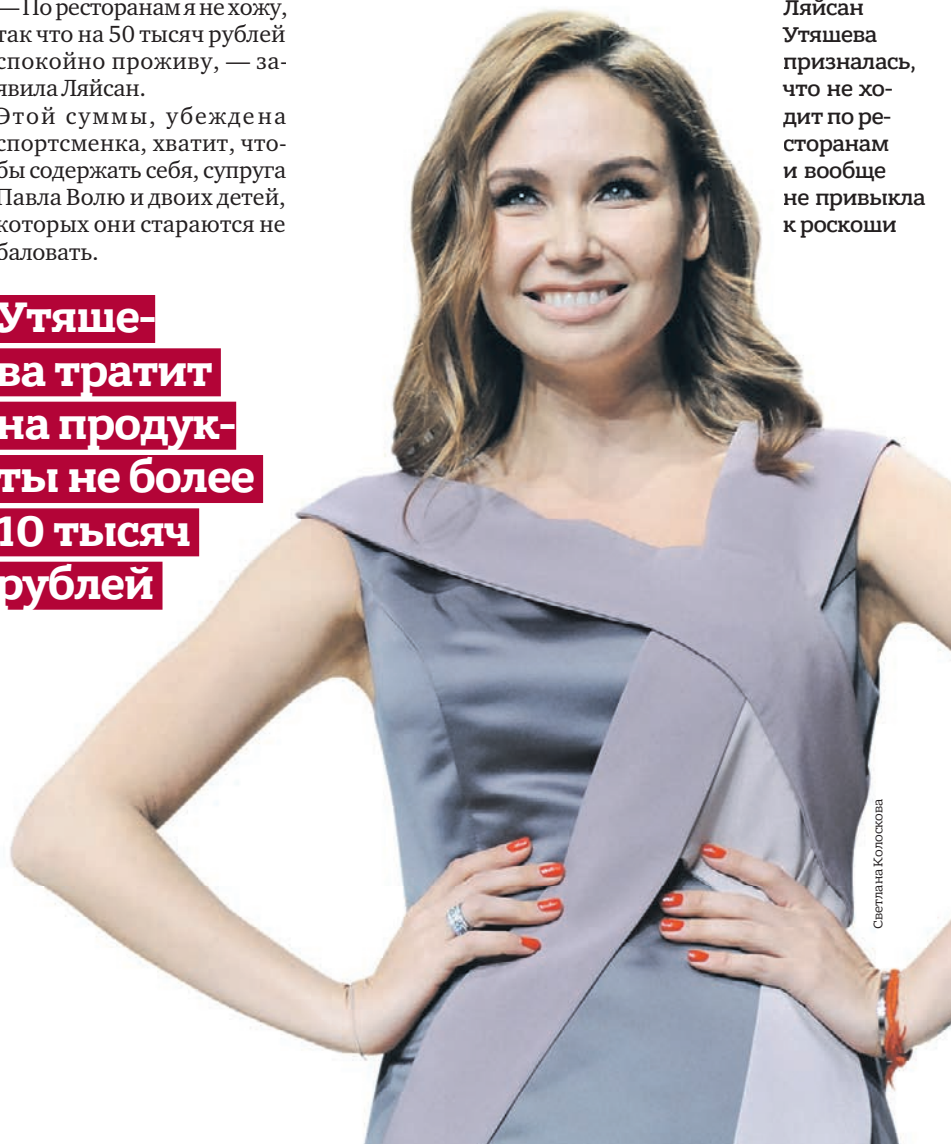 — По ресторанам я не хожу,
так что на 50 тысяч рублей
спокойно проживу, — за-
явила Ляйсан.
Этой суммы, убеждена
спортсменка, хватит, что-
бы содержать себя, супруга
Павла Волю и двоих детей,
которых они стараются не
баловать.
Утяше-
ва тратит
на продук-
ты не более
10 тысяч
рублей
Ляйсан
Утяшева
призналась,
что не хо-
дит по ре-
сторанам
и вообще
не привыкла
к роскоши
Светлана Колоскова